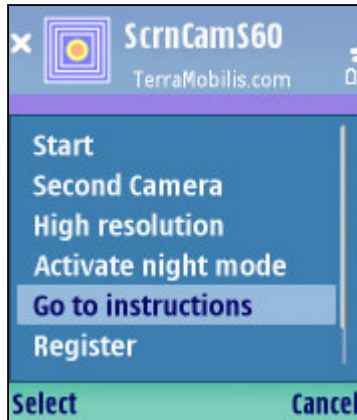 ScrnCamS60
TerraMobilis.com
Start
Second Camera
High resolution
Activate night mode
Go to instructions
Register
Select Cancel